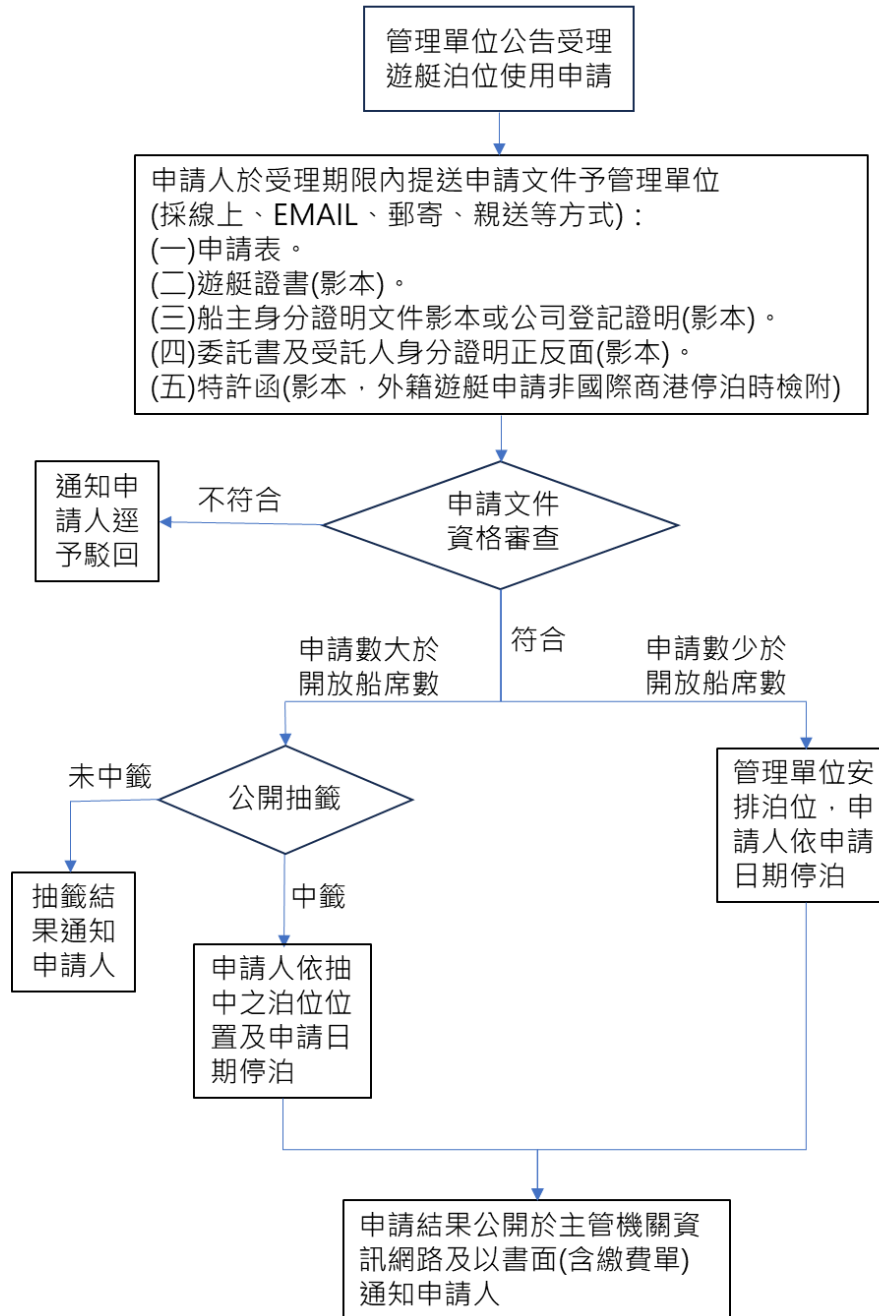 管理單位公告受理
遊艇泊位使用申請
申請人於受理期限內提送申請文件予管理單位
(採線上、EMAIL、郵寄、親送等方式)：
(一)申請表。
(二)遊艇證書(影本)。
(三)船主身分證明文件影本或公司登記證明(影本)。
(四)委託書及受託人身分證明正反面(影本)。
(五)特許函(影本，外籍遊艇申請非國際商港停泊時檢附)
申請文件
資格審查
不符合
通知申
請人逕
予駁回
符合
申請數大於
開放船席數
申請數少於
開放船席數
公開抽籤
未中籤
抽籤結
果通知
申請人
中籤
申請人依抽
中之泊位位
置及申請日
期停泊
管理單位安
排泊位，申
請人依申請
日期停泊
申請結果公開於主管機關資
訊網路及以書面(含繳費單)
通知申請人